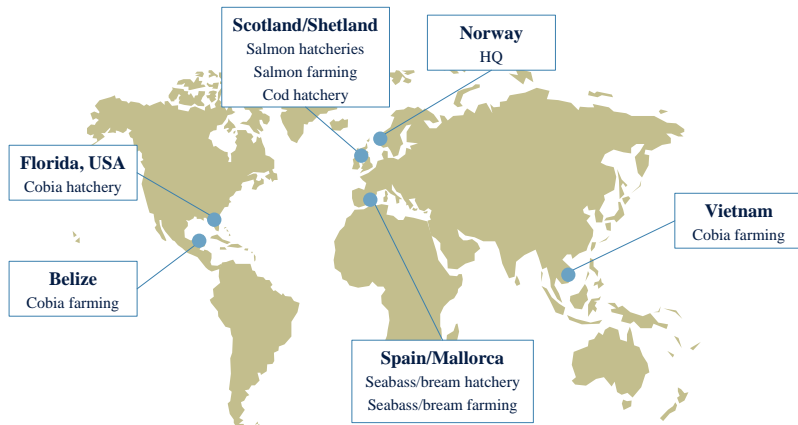 Scotland/Shetland
Salmon hatcheries
Salmon farming
Cod hatchery
Norway
HQ
Florida, USA
Cobia hatchery
Vietnam
Cobia farming
Belize
Cobia farming
Spain/Mallorca
Seabass/bream hatchery
Seabass/bream farming